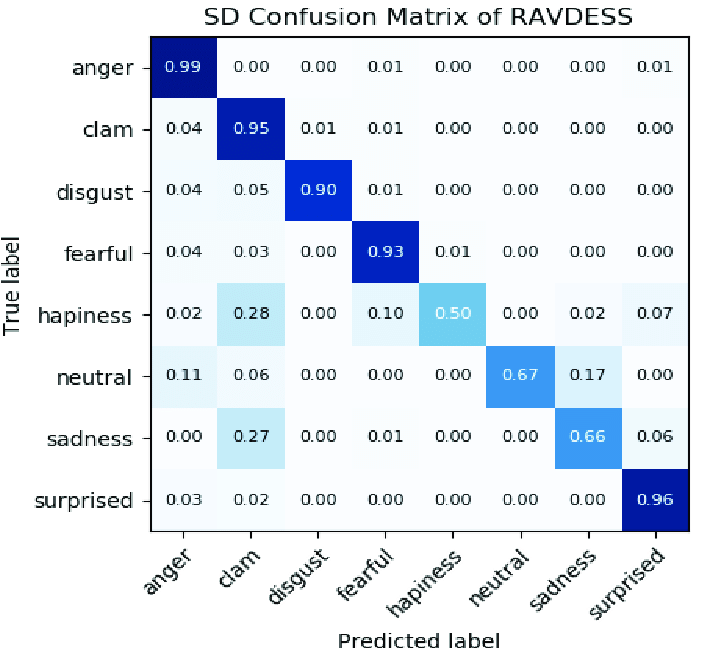 SD Confusion Matrix of RAVDESS
anger 0.99 0.00 0.00 0.01 0.00 0.00 0.00 0.01
clam 0.04 0.95 0.01 0.01 0.00 0.00 0.00 0.00
disgust 0.04 0.05 0.90 0.01 0.00 0.00 0.00 0.00
fearful 0.04 0.03 0.00 0.93 0.01 0.00 0.00 0.00
hapiness 0.02 0.28 0.00 0.10 0.50 0.00 0.02 0.07
neutral 0.11 0.06 0.00 0.00 0.00 0.67 0.17 0.00
sadness 0.00 0.27 0.00 0.01 0.00 0.00 0.66 0.06
surprised 0.03 0.02 0.00 0.00 0.00 0.00 0.00 0.96
True label
anger clam disgust fearful hapiness neutral sadness surprised
Predicted label